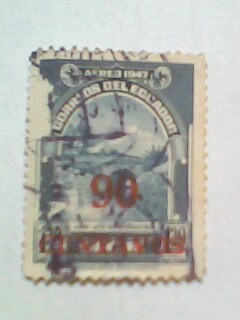 AEREO 1947
CORREOS DEL ECUADOR
90
CENTAVOS